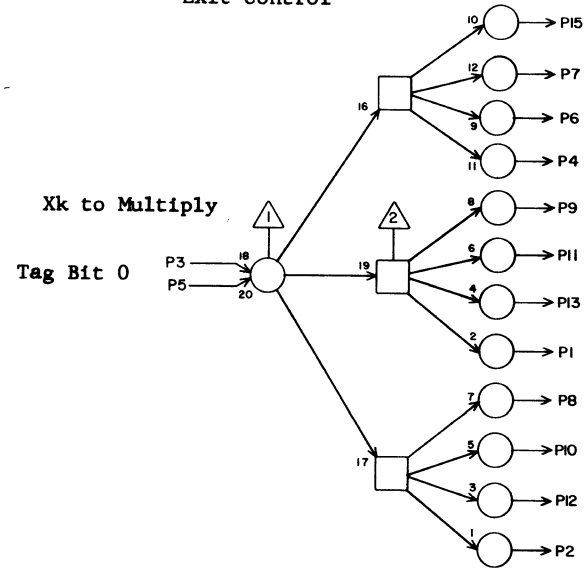 Exit Control
10
P15
12
P7
16
9
P6
11
P4
Xk to Multiply
1
2
8
P9
6
P11
Tag Bit 0
P3
18
19
4
P13
P5
20
2
P1
7
P8
17
5
P10
3
P12
1
P2